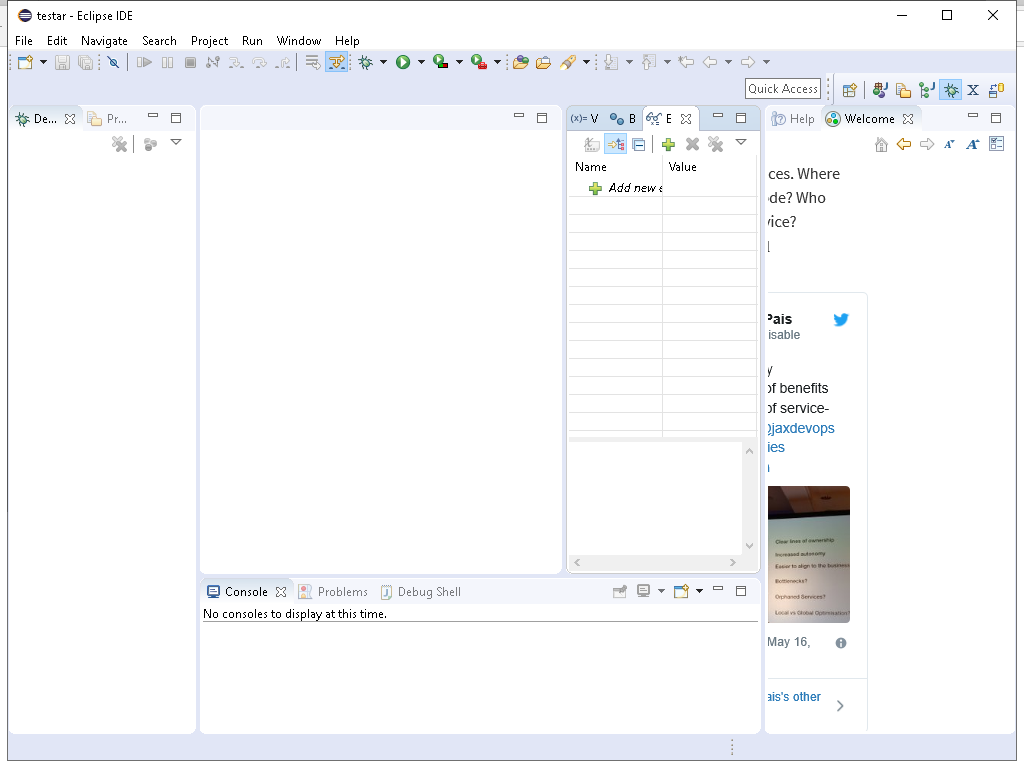 testar - Eclipse IDE
File Edit Navigate Search Project Run Window Help
Quick Access
De... Pr...
(x)= V B E
Name Value
Add new e
Help Welcome
ces. Where
de? Who
vice?
Pais
isable
y
of benefits
of service-
@jaxdevops
ies
Clear lines of ownership
Increased autonomy
Easier to align to the business
Bottlenecks?
Orphaned Services?
Local vs Global Optimisation?
May 16,
ais's other
Console Problems Debug Shell
No consoles to display at this time.